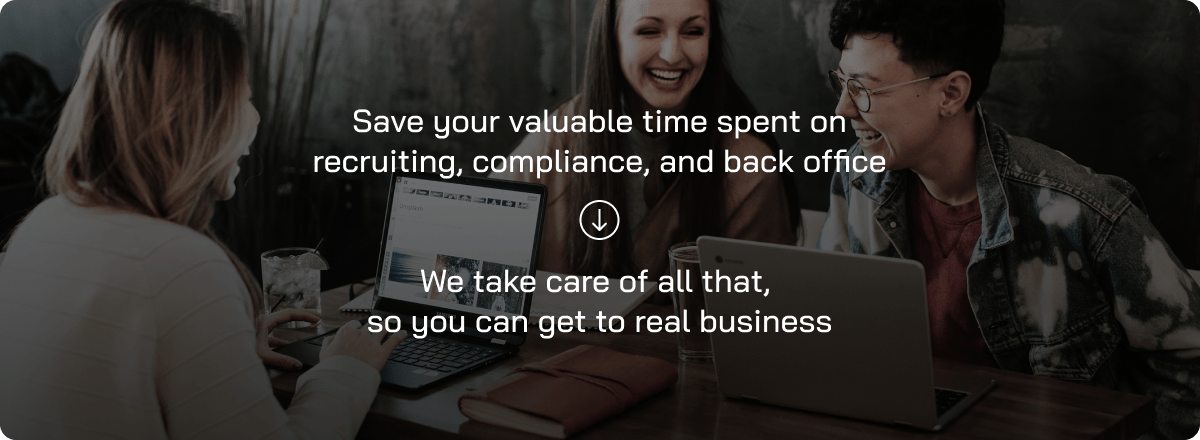 Save your valuable time spent on
recruiting, compliance, and back office
We take care of all that,
so you can get to real business